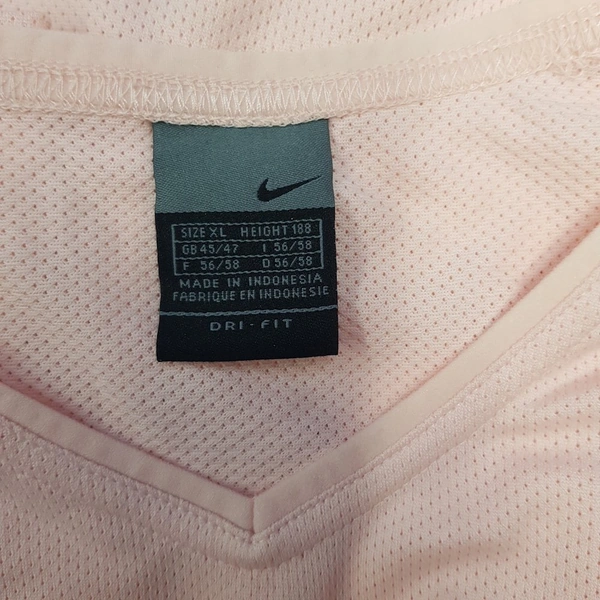 SIZE XL HEIGHT 188
GB 45/47 I 56/58
F 56/58 D 56/58
MADE IN INDONESIA
FABRIQUE EN INDONESIE
DRI-FIT